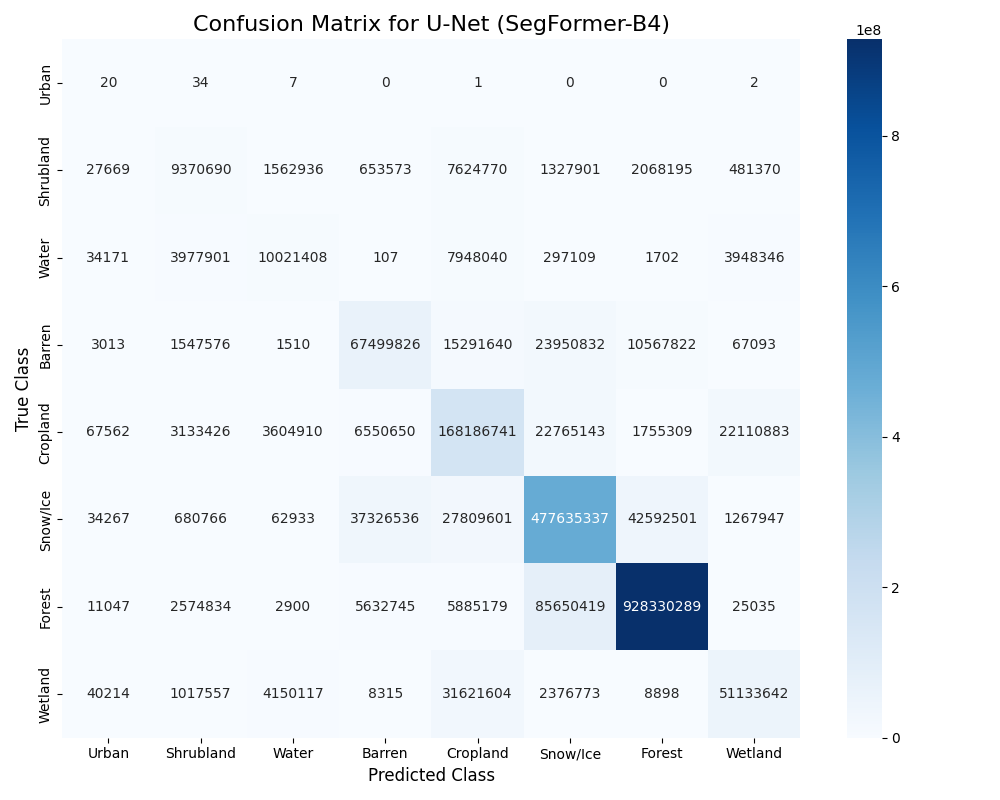 Confusion Matrix for U-Net (SegFormer-B4)
1e8
Urban 20 34 7 0 1 0 0 2
Shrubland 27669 9370690 1562936 653573 7624770 1327901 2068195 481370
Water 34171 3977901 10021408 107 7948040 297109 1702 3948346
Barren 3013 1547576 1510 67499826 15291640 23950832 10567822 67093
Cropland 67562 3133426 3604910 6550650 168186741 22765143 1755309 22110883
Snow/Ice 34267 680766 62933 37326536 27809601 477635337 42592501 1267947
Forest 11047 2574834 2900 5632745 5885179 85650419 928330289 25035
Wetland 40214 1017557 4150117 8315 31621604 2376773 8898 51133642
Urban Shrubland Water Barren Cropland Snow/Ice Forest Wetland
Predicted Class
True Class
8
6
4
2
0